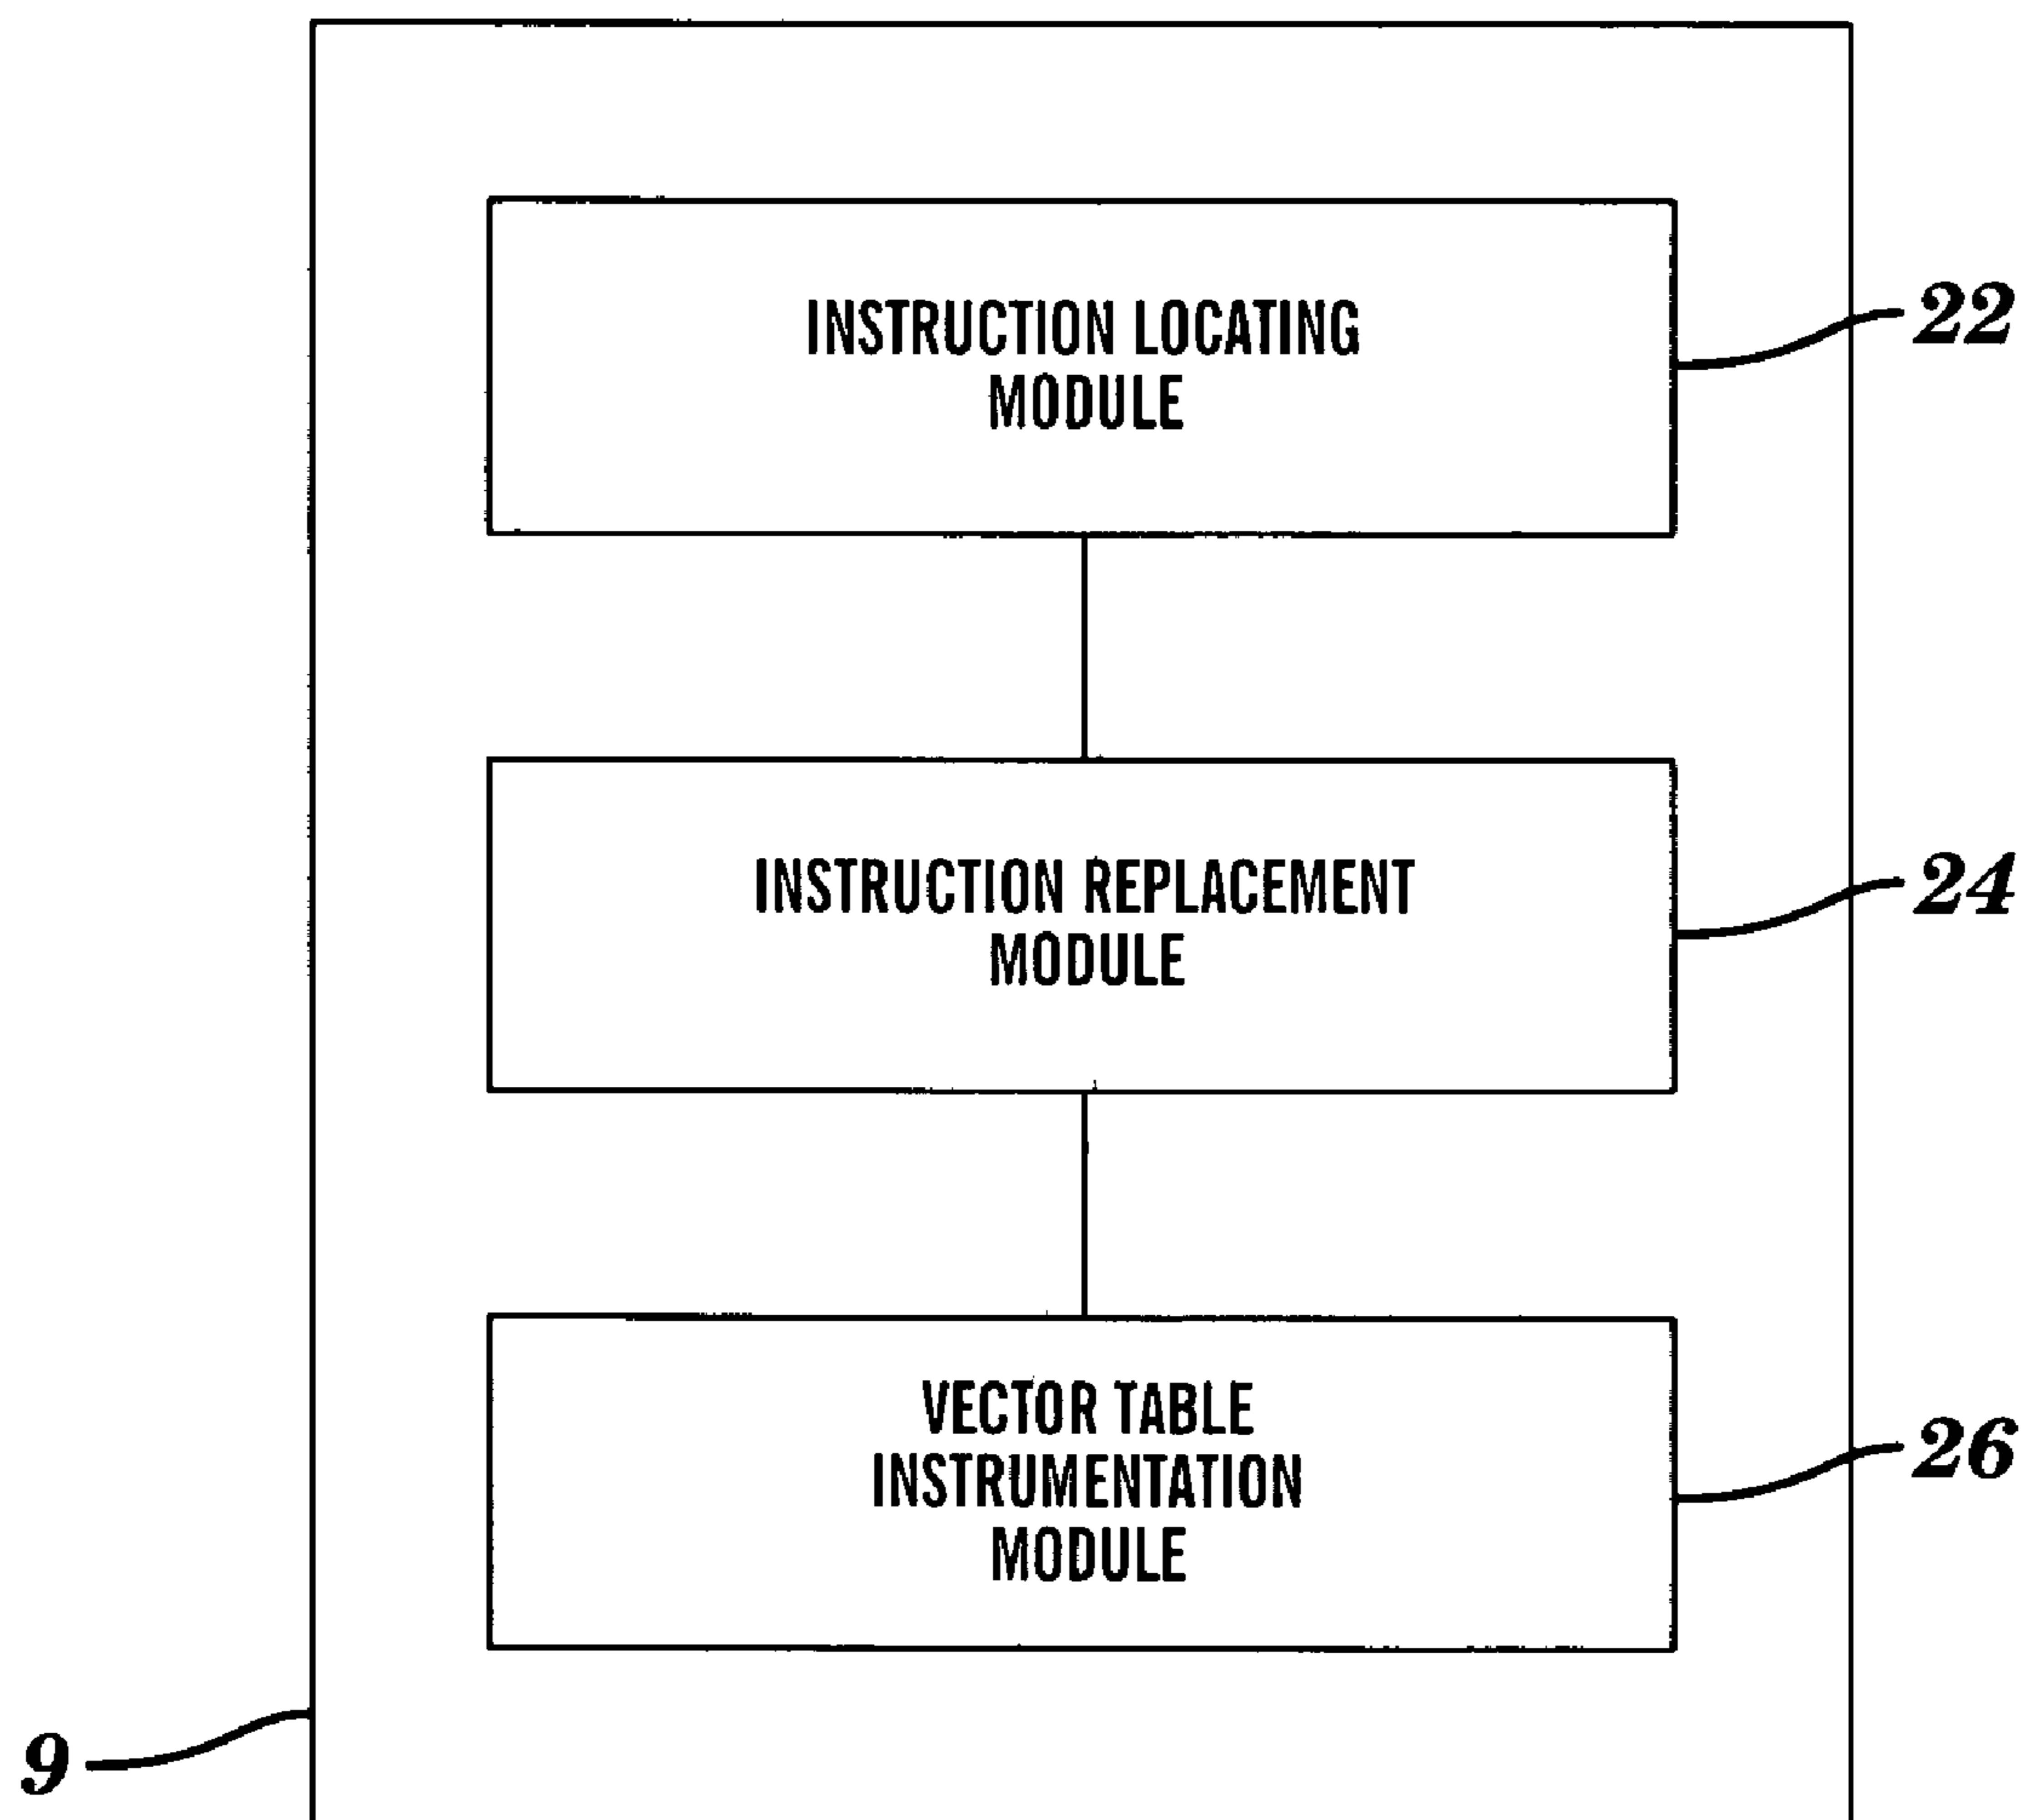 INSTRUCTION LOCATING
MODULE
22
INSTRUCTION REPLACEMENT
MODULE
24
VECTOR TABLE
INSTRUMENTATION
MODULE
26
9